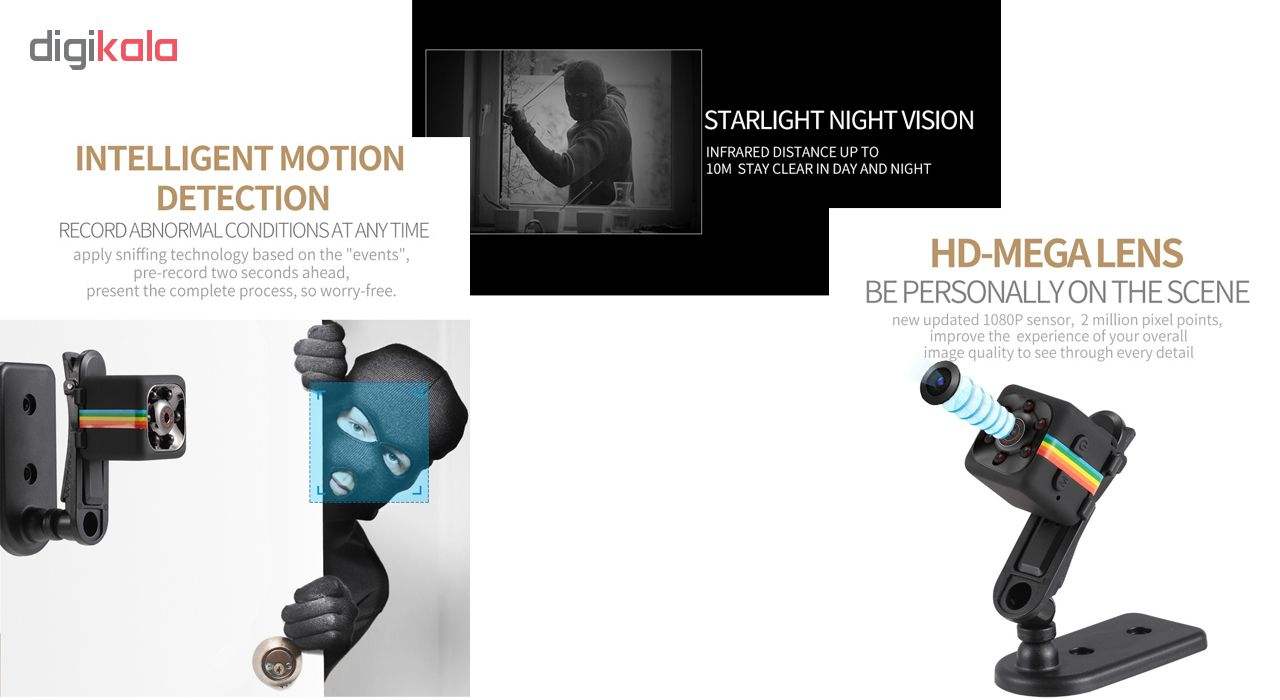 digikala
STARLIGHT NIGHT VISION
INFRARED DISTANCE UP TO
10M STAY CLEAR IN DAY AND NIGHT
INTELLIGENT MOTION
DETECTION
RECORD ABNORMAL CONDITIONS AT ANY TIME
apply sniffing technology based on the "events",
pre-record two seconds ahead,
present the complete process, so worry-free.
HD-MEGA LENS
BE PERSONALLY ON THE SCENE
new updated 1080P sensor, 2 million pixel points,
improve the experience of your overall
image quality to see through every detail